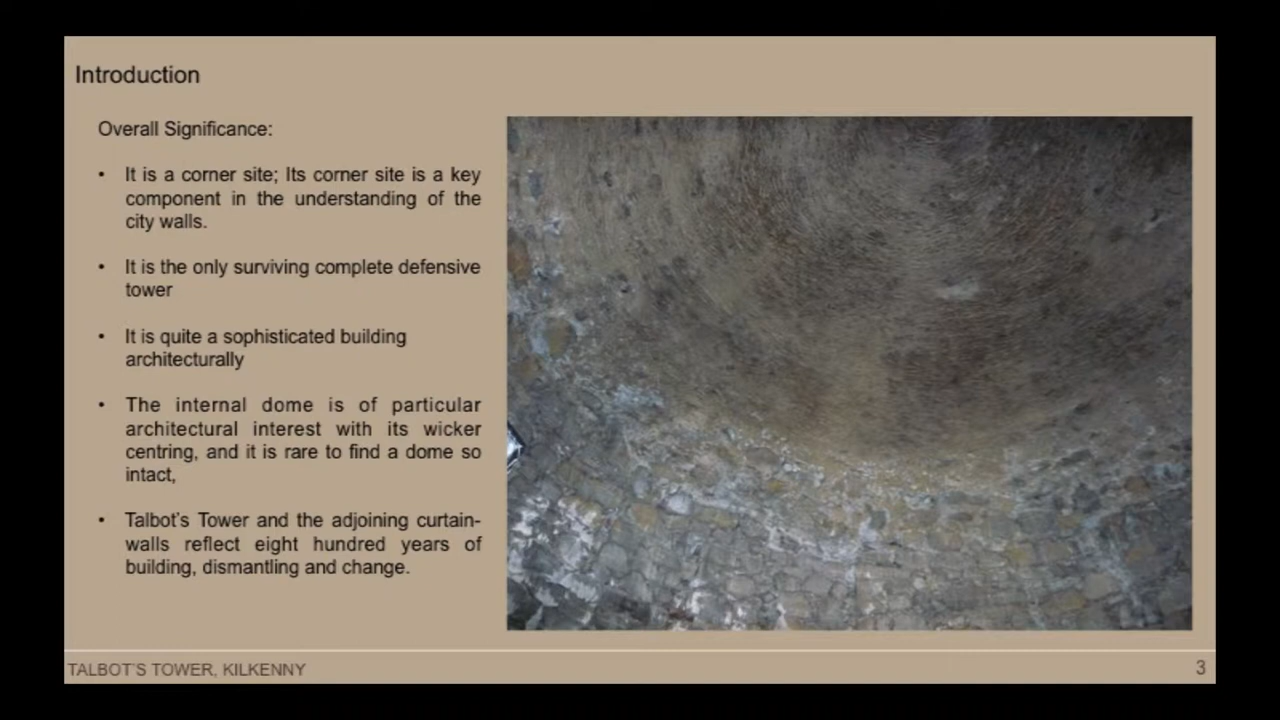 Introduction
Overall Significance:
• It is a corner site; Its corner site is a key
component in the understanding of the
city walls.
• It is the only surviving complete defensive
tower
• It is quite a sophisticated building
architecturally
• The internal dome is of particular
architectural interest with its wicker
centring, and it is rare to find a dome so
intact,
• Talbot's Tower and the adjoining curtain-
walls reflect eight hundred years of
building, dismantling and change.
TALBOT'S TOWER, KILKENNY
3